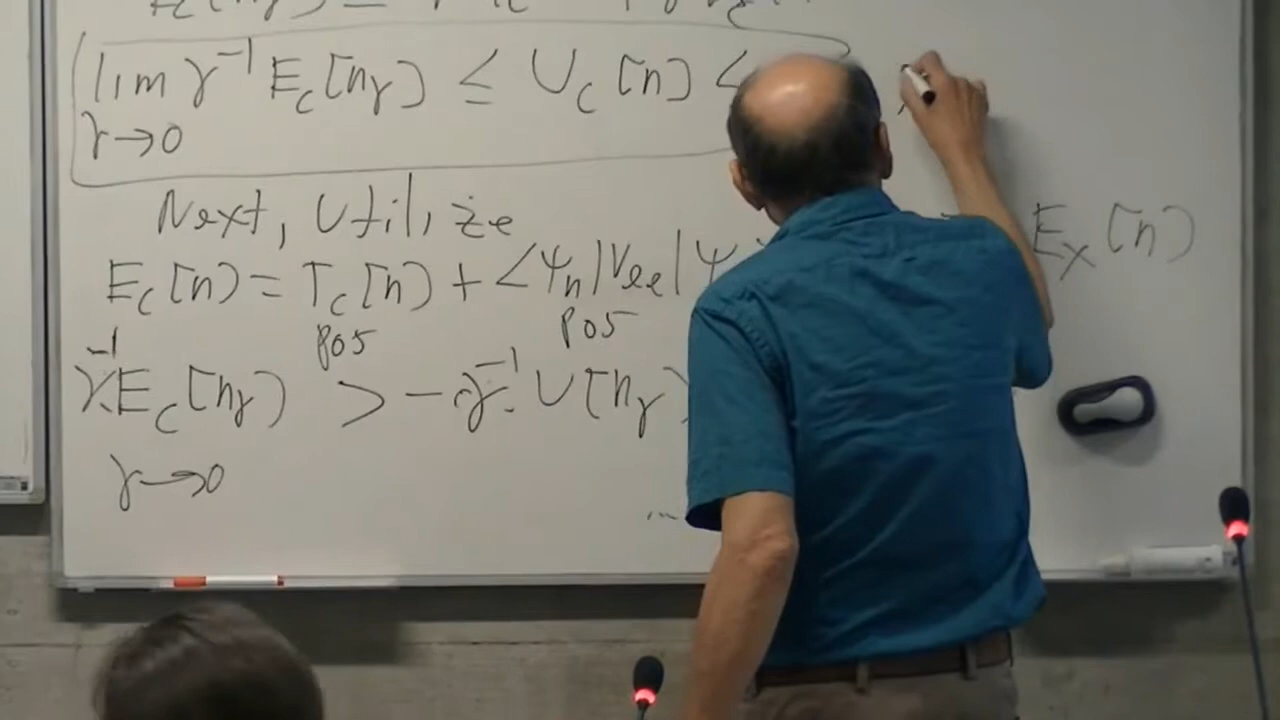 lim γ⁻¹ E_c[n_γ] ≤ U_c[n] <
γ→0
Next, Utilize
E_c[n] = T_c[n] + <Ψ_n|V_ee|Ψ E_x[n]
pos pos
γ⁻¹ E_c[n_γ] > - γ⁻¹ U[n_γ]
γ→0